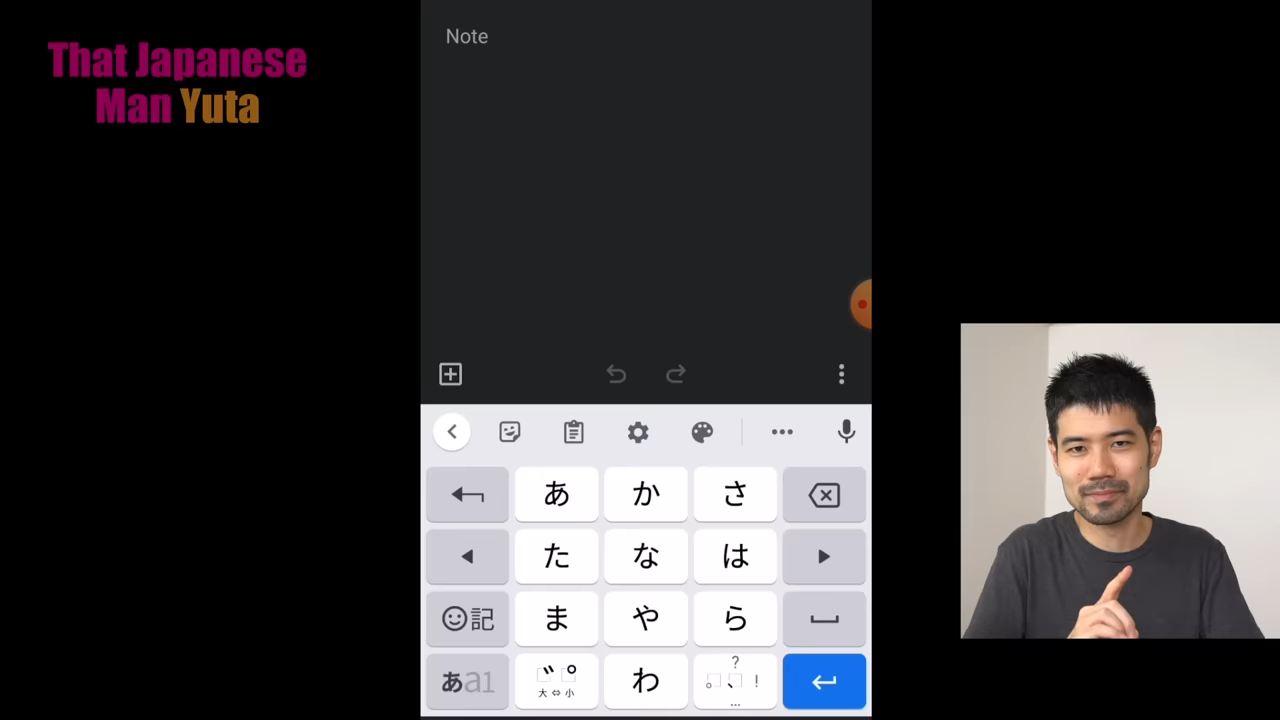 That Japanese
Man Yuta
Note
あ か さ
た な は
記 ま や ら
あa1 大⇔小 わ 。、?! …